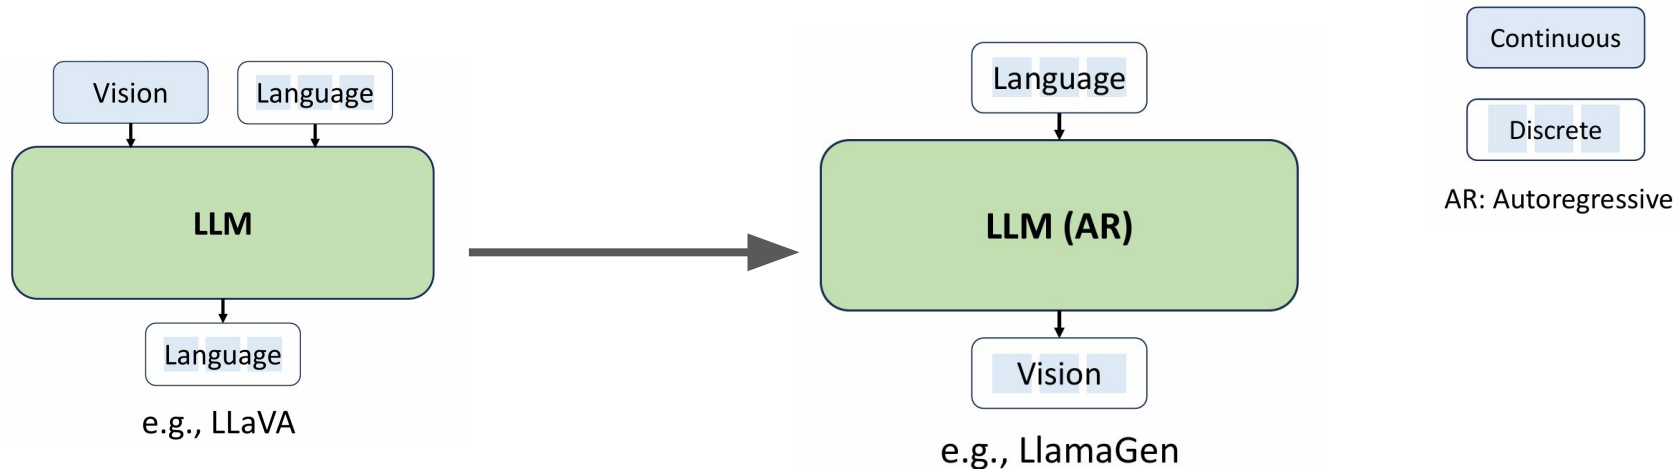 Vision
Language
LLM
Language
e.g., LLaVA
Language
LLM (AR)
Vision
e.g., LlamaGen
Continuous
Discrete
AR: Autoregressive